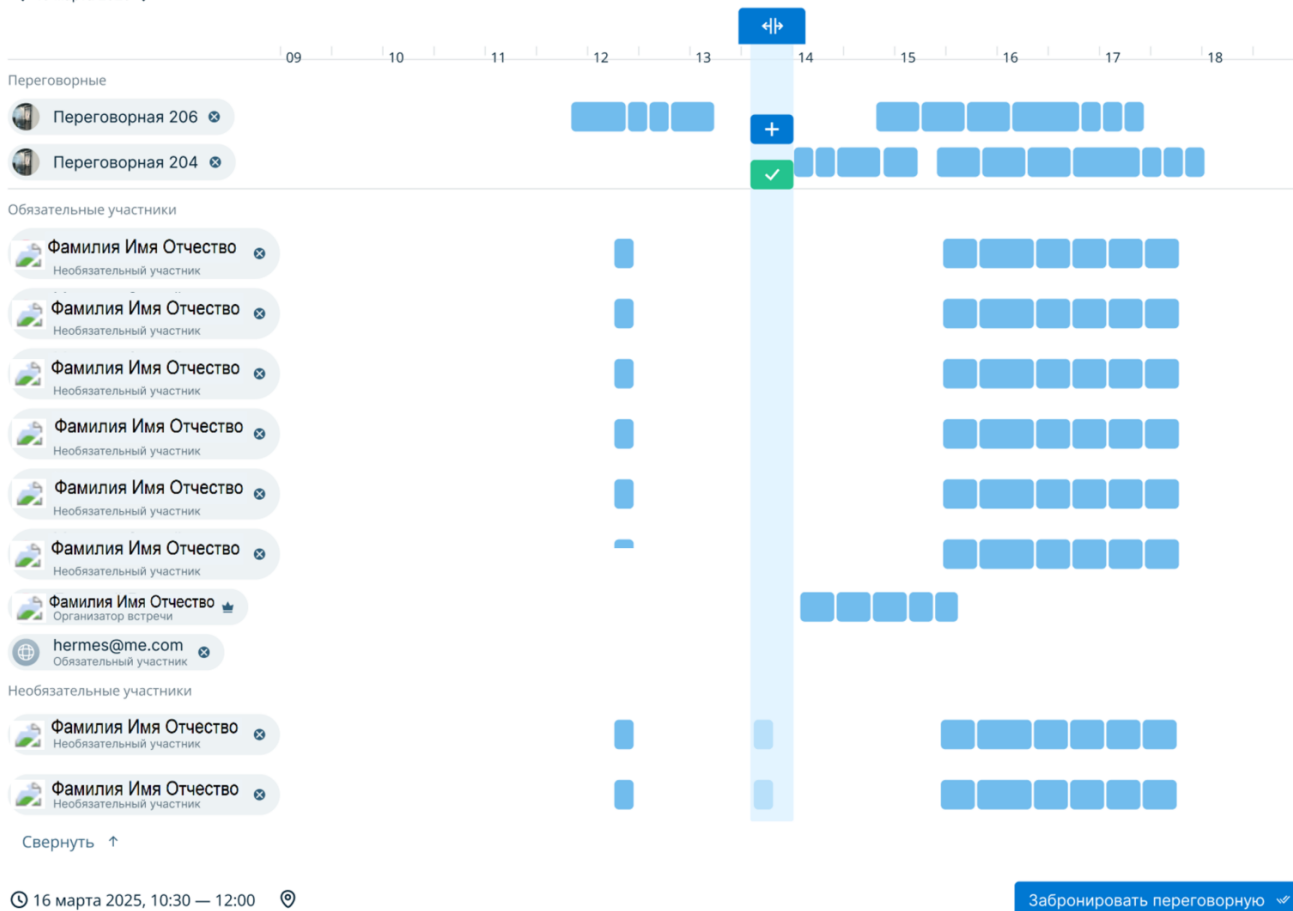 09 10 11 12 13 14 15 16 17 18
Переговорные
Переговорная 206
Переговорная 204
Обязательные участники
Фамилия Имя Отчество
Необязательный участник
Фамилия Имя Отчество
Необязательный участник
Фамилия Имя Отчество
Необязательный участник
Фамилия Имя Отчество
Необязательный участник
Фамилия Имя Отчество
Необязательный участник
Фамилия Имя Отчество
Необязательный участник
Фамилия Имя Отчество
Организатор встречи
hermes@me.com
Обязательный участник
Необязательные участники
Фамилия Имя Отчество
Необязательный участник
Фамилия Имя Отчество
Необязательный участник
Свернуть ↑
16 марта 2025, 10:30 — 12:00
Забронировать переговорную